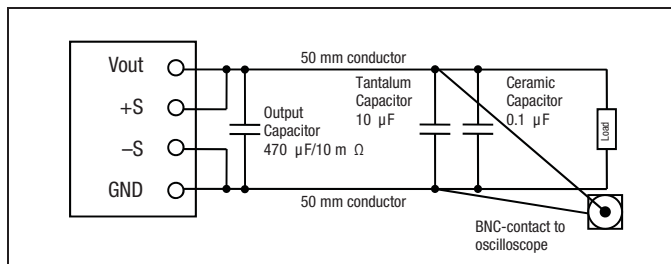 Vout
+S
–S
GND
50 mm conductor
Output
Capacitor
470 µF/10 m Ω
Tantalum
Capacitor
10 µF
Ceramic
Capacitor
0.1 µF
Load
50 mm conductor
BNC-contact to
oscilloscope